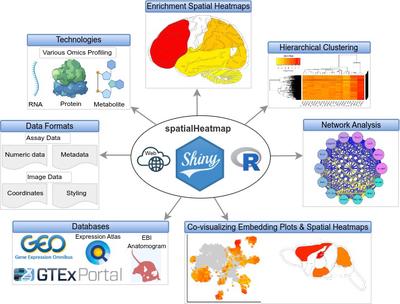 Enrichment Spatial Heatmaps
Technologies
Various Omics Profiling
RNA
Protein
Metabolite
Hierarchical Clustering
Data Formats
Assay Data
Numeric data
Metadata
Image Data
Coordinates
Styling
spatialHeatmap
Web
Shiny
R
Network Analysis
Databases
GEO
Gene Expression Omnibus
Expression Atlas
EBI
Anatomogram
GTEx Portal
Co-visualizing Embedding Plots & Spatial Heatmaps